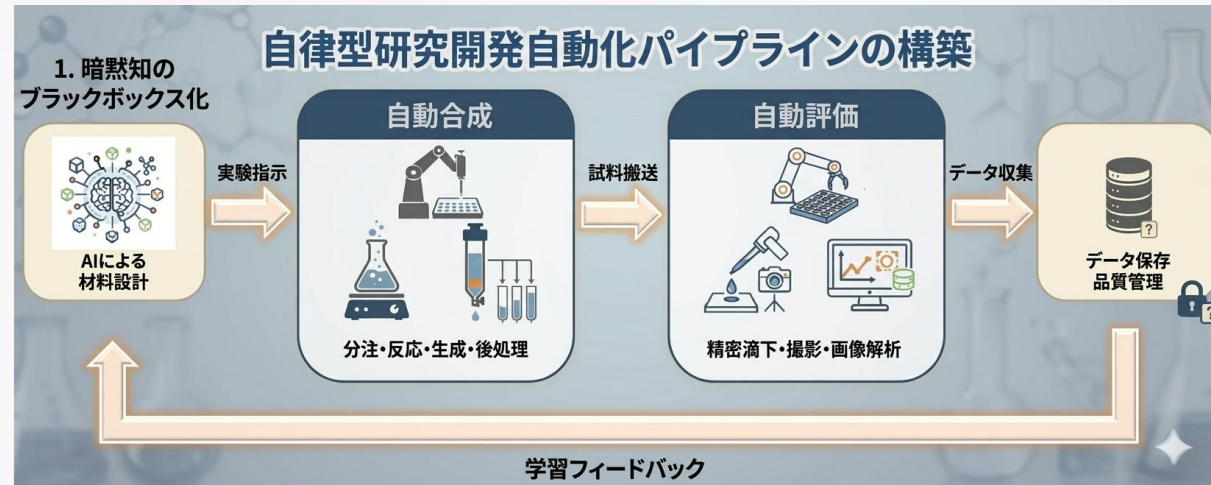 自律型研究開発自動化パイプラインの構築
1. 暗黙知の
ブラックボックス化
AIによる
材料設計
実験指示
自動合成
分注・反応・生成・後処理
試料搬送
自動評価
精密滴下・撮影・画像解析
データ収集
?
データ保存
品質管理
?
学習フィードバック